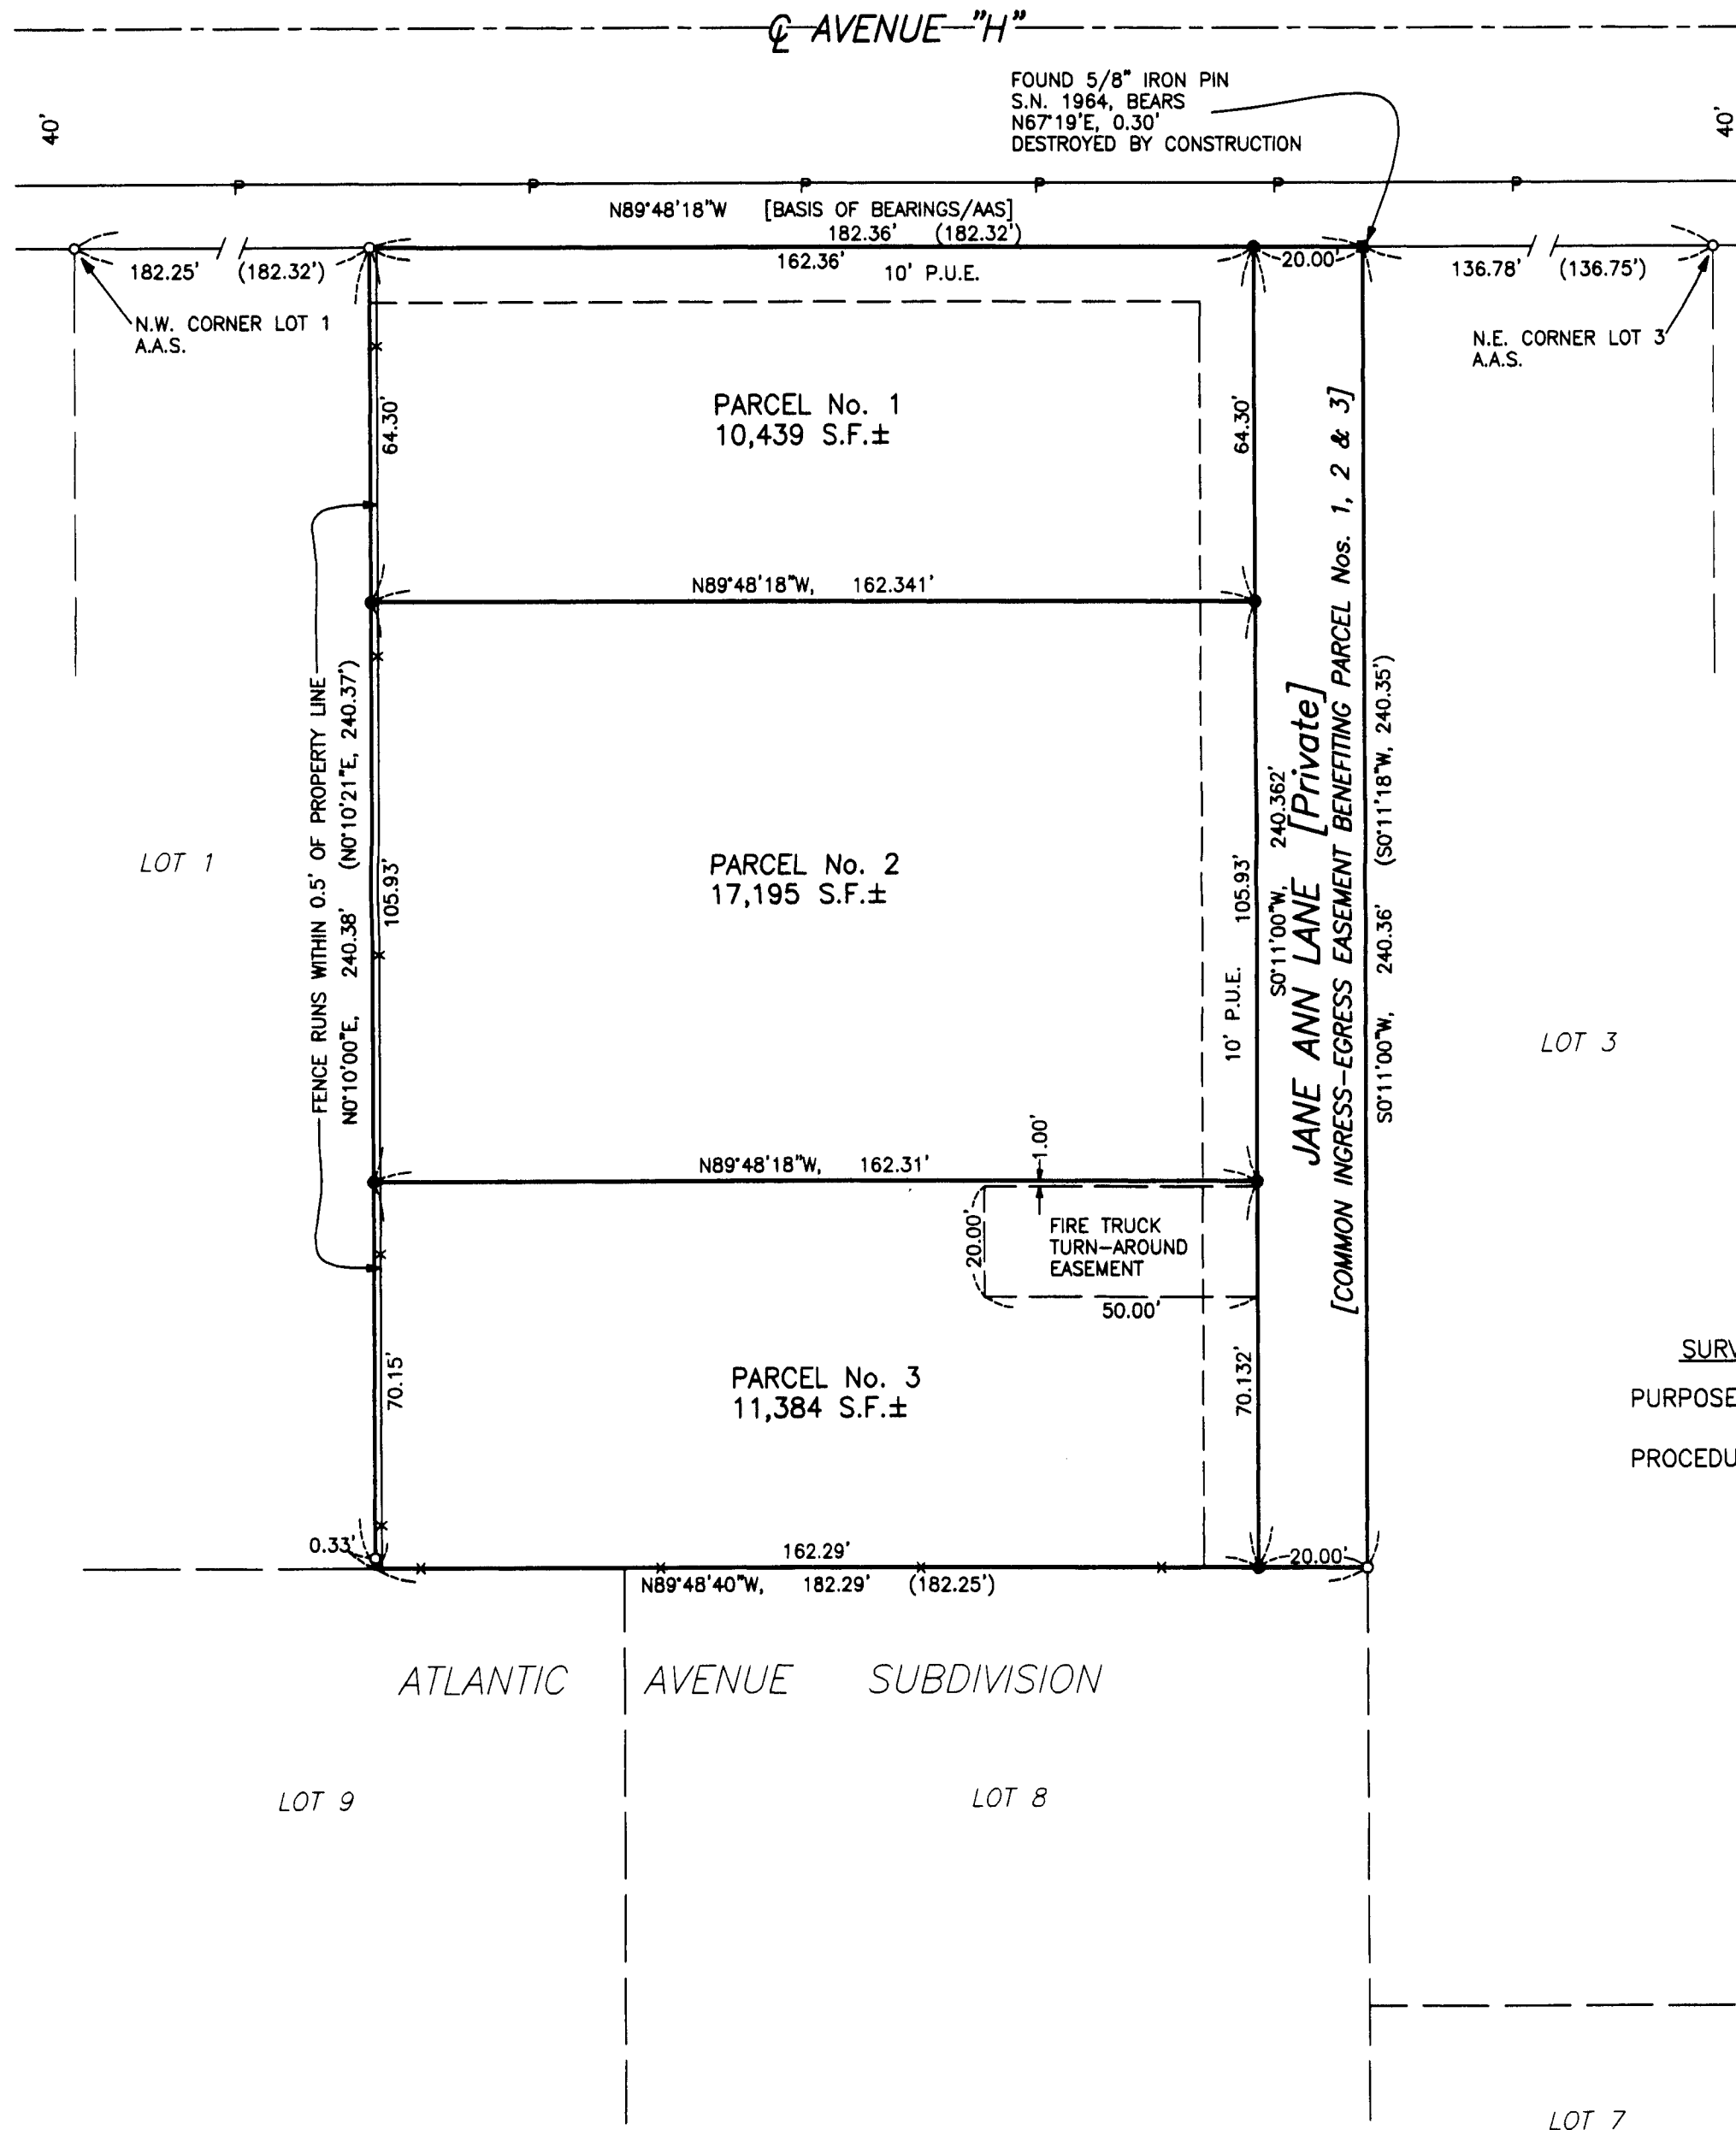 ℄ AVENUE "H"
FOUND 5/8" IRON PIN
S.N. 1964, BEARS
N67°19'E, 0.30'
DESTROYED BY CONSTRUCTION
40'
40'
N89°48'18"W [BASIS OF BEARINGS/AAS]
182.36' (182.32')
182.25' (182.32')
162.36'
20.00'
136.78' (136.75')
10' P.U.E.
N.W. CORNER LOT 1
A.A.S.
N.E. CORNER LOT 3
A.A.S.
64.30'
PARCEL No. 1
10,439 S.F.±
64.30'
N89°48'18"W, 162.341'
FENCE RUNS WITHIN 0.5' OF PROPERTY LINE
N0°10'00"E, 240.38' (N0°10'21"E, 240.37')
105.93'
LOT 1
PARCEL No. 2
17,195 S.F.±
10' P.U.E.
105.93'
S0°11'00"W, 240.362'
JANE ANN LANE [Private]
[COMMON INGRESS-EGRESS EASEMENT BENEFITING PARCEL Nos. 1, 2 & 3]
S0°11'00"W, 240.36' (S0°11'18"W, 240.35')
LOT 3
N89°48'18"W, 162.31'
1.00'
20.00'
FIRE TRUCK
TURN-AROUND
EASEMENT
50.00'
70.15'
PARCEL No. 3
11,384 S.F.±
70.132'
SURV
PURPOSE
PROCEDU
0.33'
162.29'
20.00'
N89°48'40"W, 182.29' (182.25')
ATLANTIC AVENUE SUBDIVISION
LOT 9
LOT 8
LOT 7